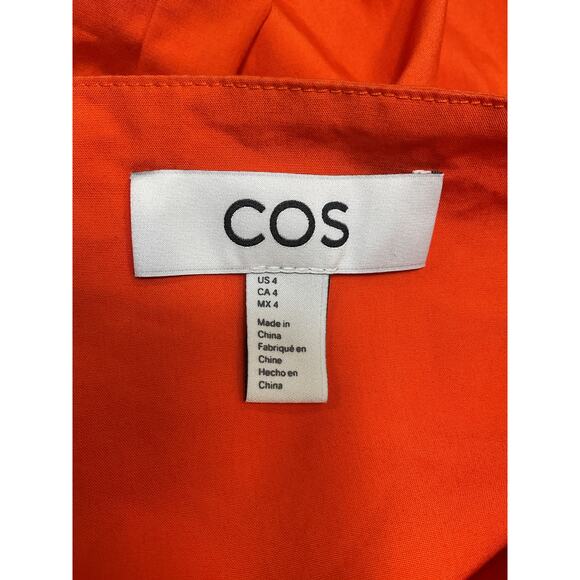 COS
US 4
CA 4
MX 4
Made in
China
Fabriqué en
Chine
Hecho en
China